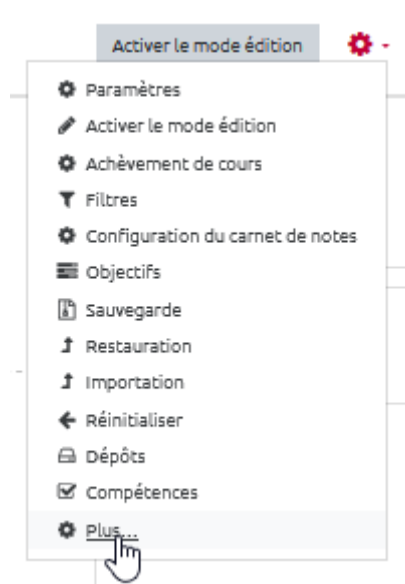 Activer le mode édition
Paramètres
Activer le mode édition
Achèvement de cours
Filtres
Configuration du carnet de notes
Objectifs
Sauvegarde
Restauration
Importation
Réinitialiser
Dépôts
Compétences
Plus...